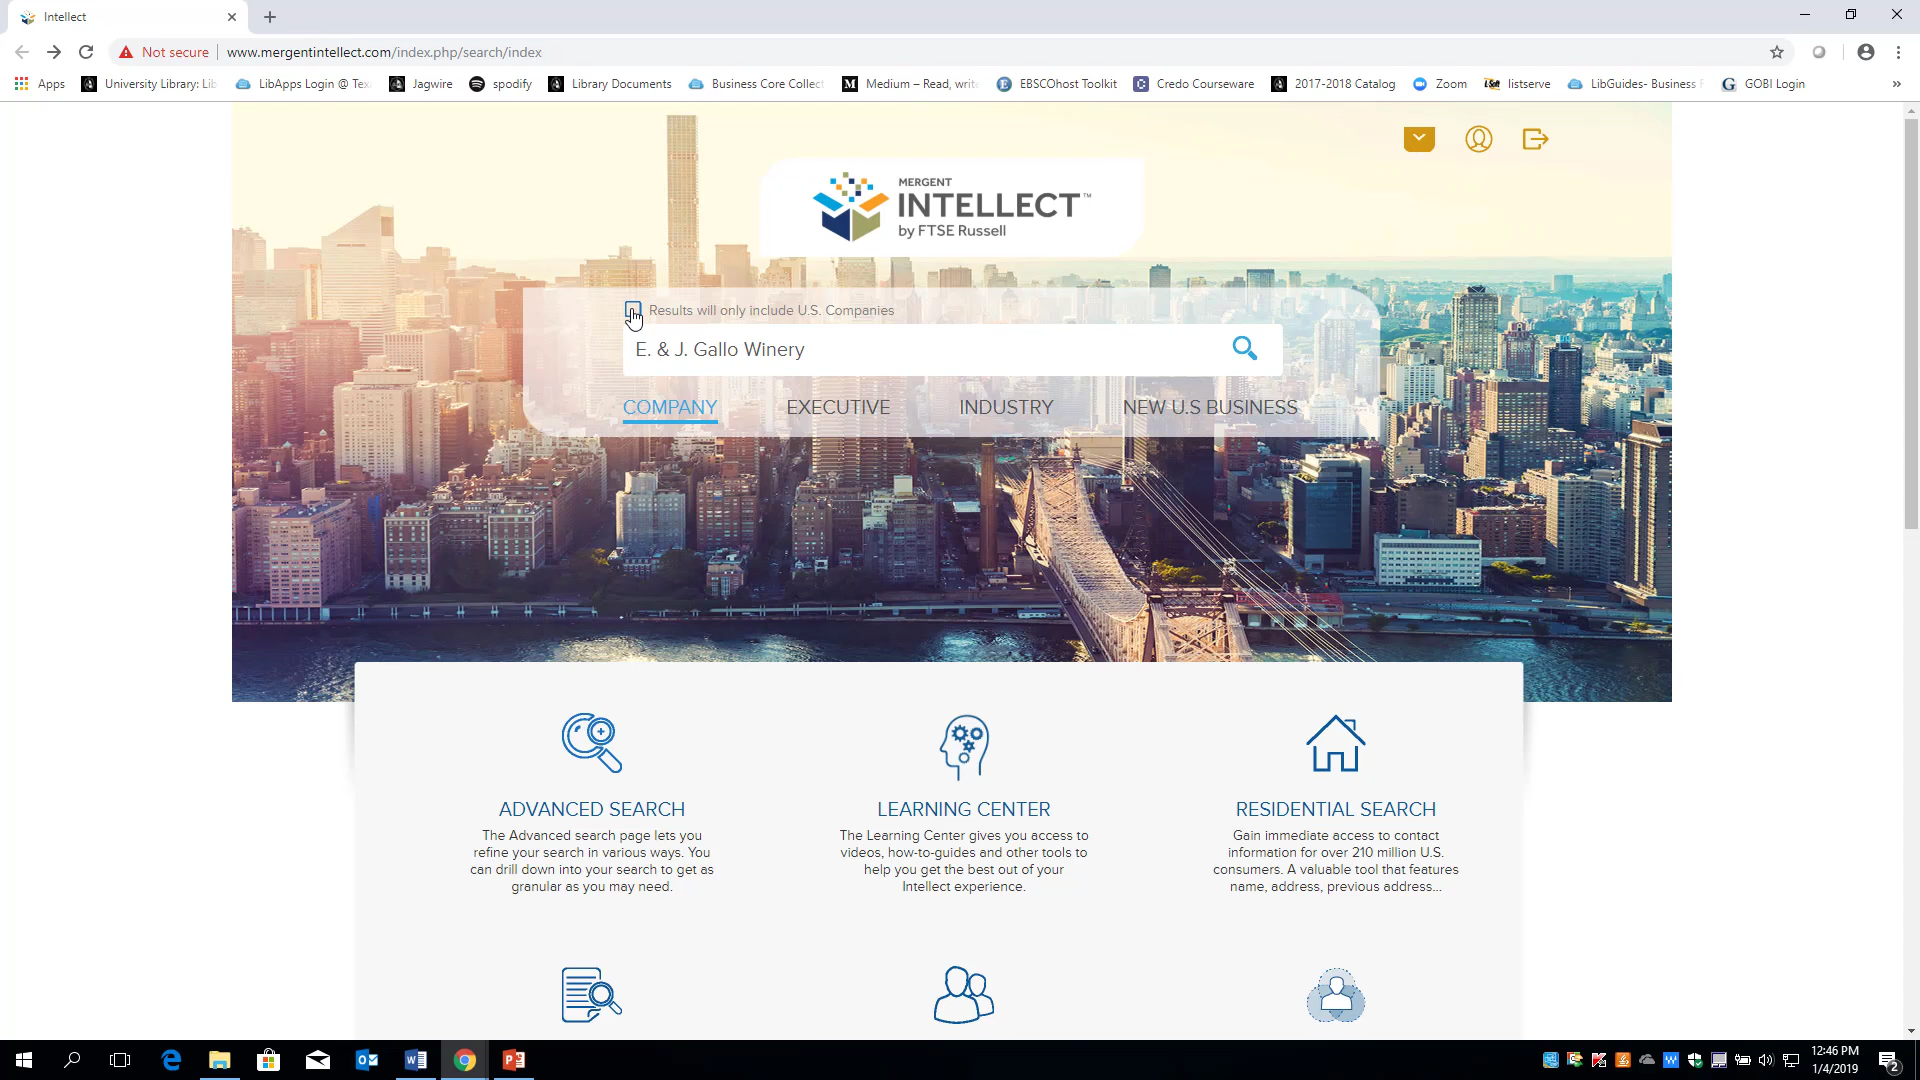 Intellect
Not secure
www.mergentintellect.com/index.php/search/index
Apps
University Library: Lib
LibApps Login @ Tex
Jagwire
spodify
Library Documents
Business Core Collect
Medium – Read, write
EBSCOhost Toolkit
Credo Courseware
2017-2018 Catalog
Zoom
listserve
LibGuides- Business
GOBI Login
MERGENT
INTELLECT™
by FTSE Russell
Results will only include U.S. Companies
E. & J. Gallo Winery
COMPANY
EXECUTIVE
INDUSTRY
NEW U.S BUSINESS
ADVANCED SEARCH
The Advanced search page lets you
refine your search in various ways. You
can drill down into your search to get as
granular as you may need.
LEARNING CENTER
The Learning Center gives you access to
videos, how-to-guides and other tools to
help you get the best out of your
Intellect experience.
RESIDENTIAL SEARCH
Gain immediate access to contact
information for over 210 million U.S.
consumers. A valuable tool that features
name, address, previous address...
12:46 PM
1/4/2019
2